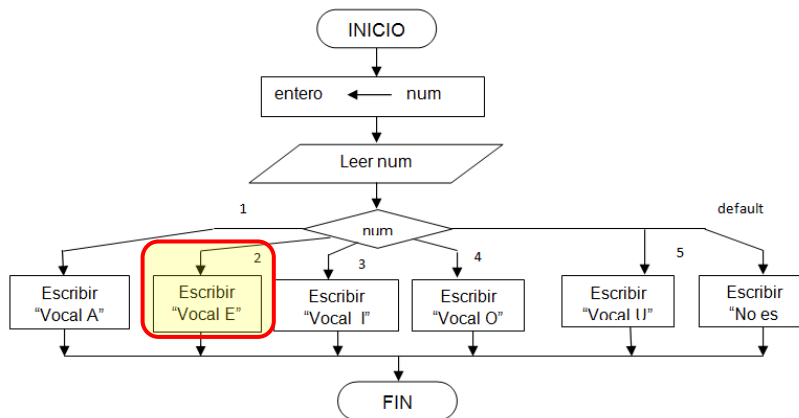 INICIO
entero num
Leer num
num
1
2
3
4
5
default
Escribir
“Vocal A”
Escribir
“Vocal E”
Escribir
“Vocal I”
Escribir
“Vocal O”
Escribir
“Vocal U”
Escribir
“No es
FIN